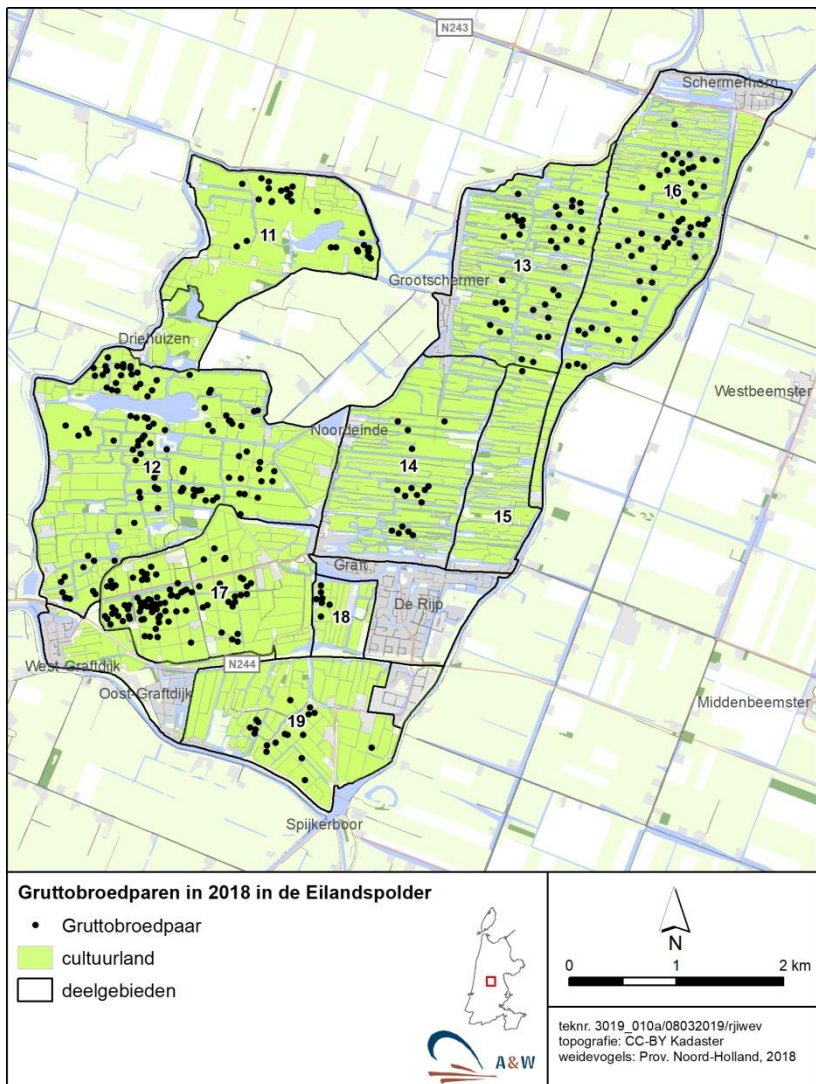 N243
Schermerhorn
16
11
13
Grootschermer
Driehuizen
Westbeemster
Noordeinde
12
14
15
Graft
17
18
De Rijp
West-Graftdijk
N244
Oost-Graftdijk
19
Middenbeemster
Spijkerboor
Gruttobroedparen in 2018 in de Eilandspolder
Gruttobroedpaar
cultuurland
deelgebieden
A&W
N
0 1 2 km
teknr. 3019_010a/08032019/rjiwev
topografie: CC-BY Kadaster
weidevogels: Prov. Noord-Holland, 2018